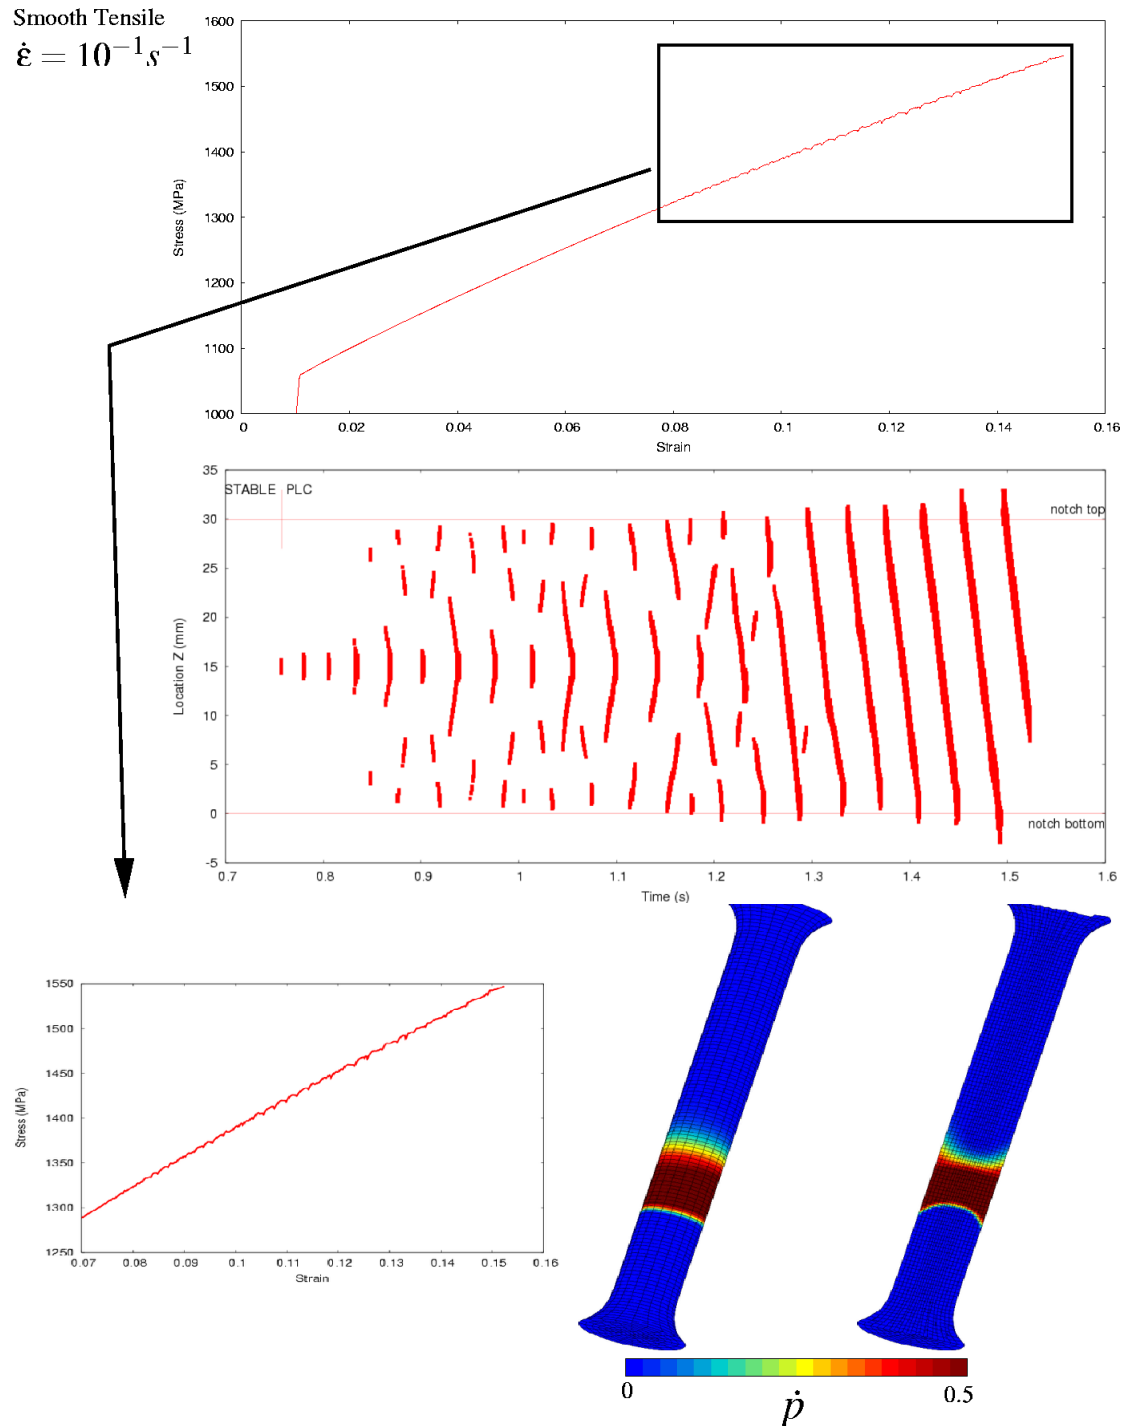 Smooth Tensile
ε̇ = 10⁻¹s⁻¹
1600
1500
1400
1300
1200
1100
1000
Stress (MPa)
0 0.02 0.04 0.06 0.08 0.1 0.12 0.14 0.16
Strain
35
30
25
20
15
10
5
0
-5
Location Z (mm)
STABLE PLC
notch top
notch bottom
0.7 0.8 0.9 1 1.1 1.2 1.3 1.4 1.5 1.6
Time (s)
1550
1500
1450
1400
1350
1300
1250
Stress (MPa)
0.07 0.08 0.09 0.1 0.11 0.12 0.13 0.14 0.15 0.16
Strain
0 0.5
ṗ